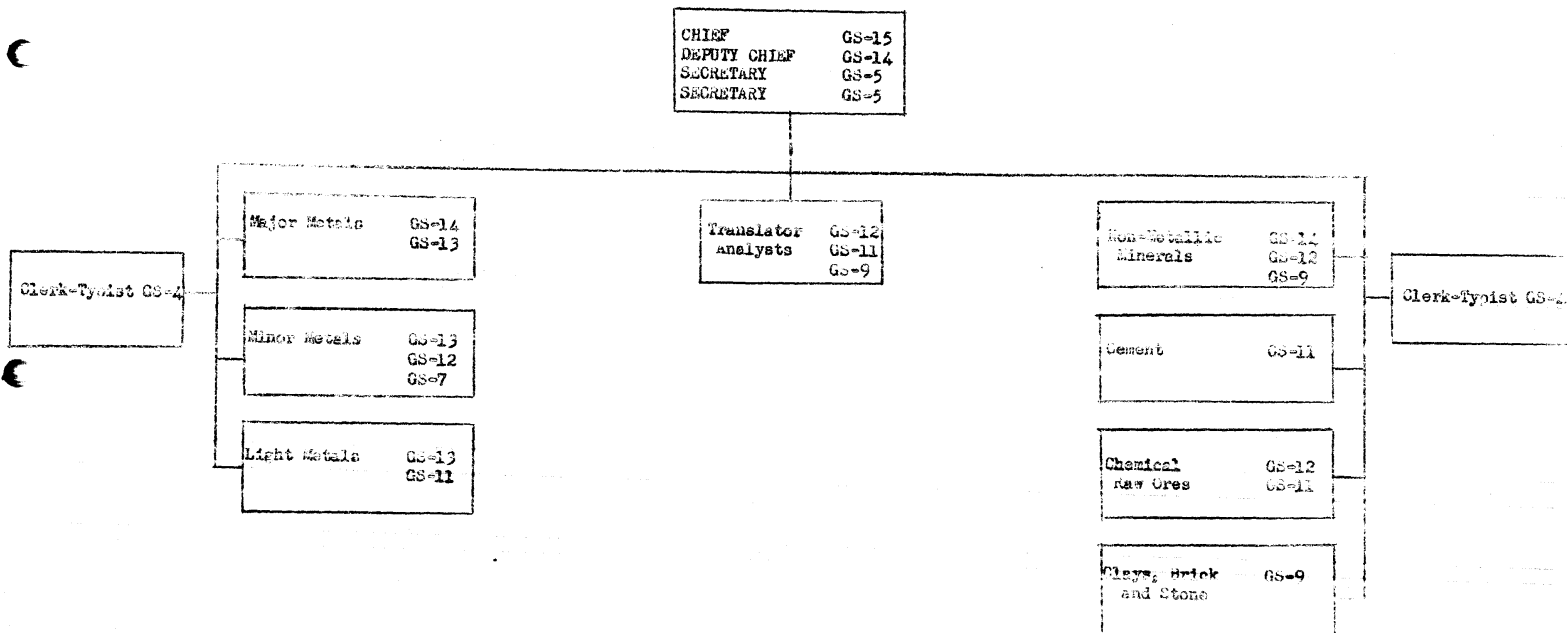 CHIEF GS-15
DEPUTY CHIEF GS-14
SECRETARY GS-5
SECRETARY GS-5
Major Metals GS-14
GS-13
Clerk-Typist GS-4
Minor Metals GS-13
GS-12
GS-7
Light Metals GS-13
GS-11
Translator GS-12
Analysts GS-11
GS-9
Non-Metallic GS-14
Minerals GS-12
GS-9
Clerk-Typist GS-4
Cement GS-11
Chemical GS-12
Raw Ores GS-11
Clays, Brick GS-9
and Stone